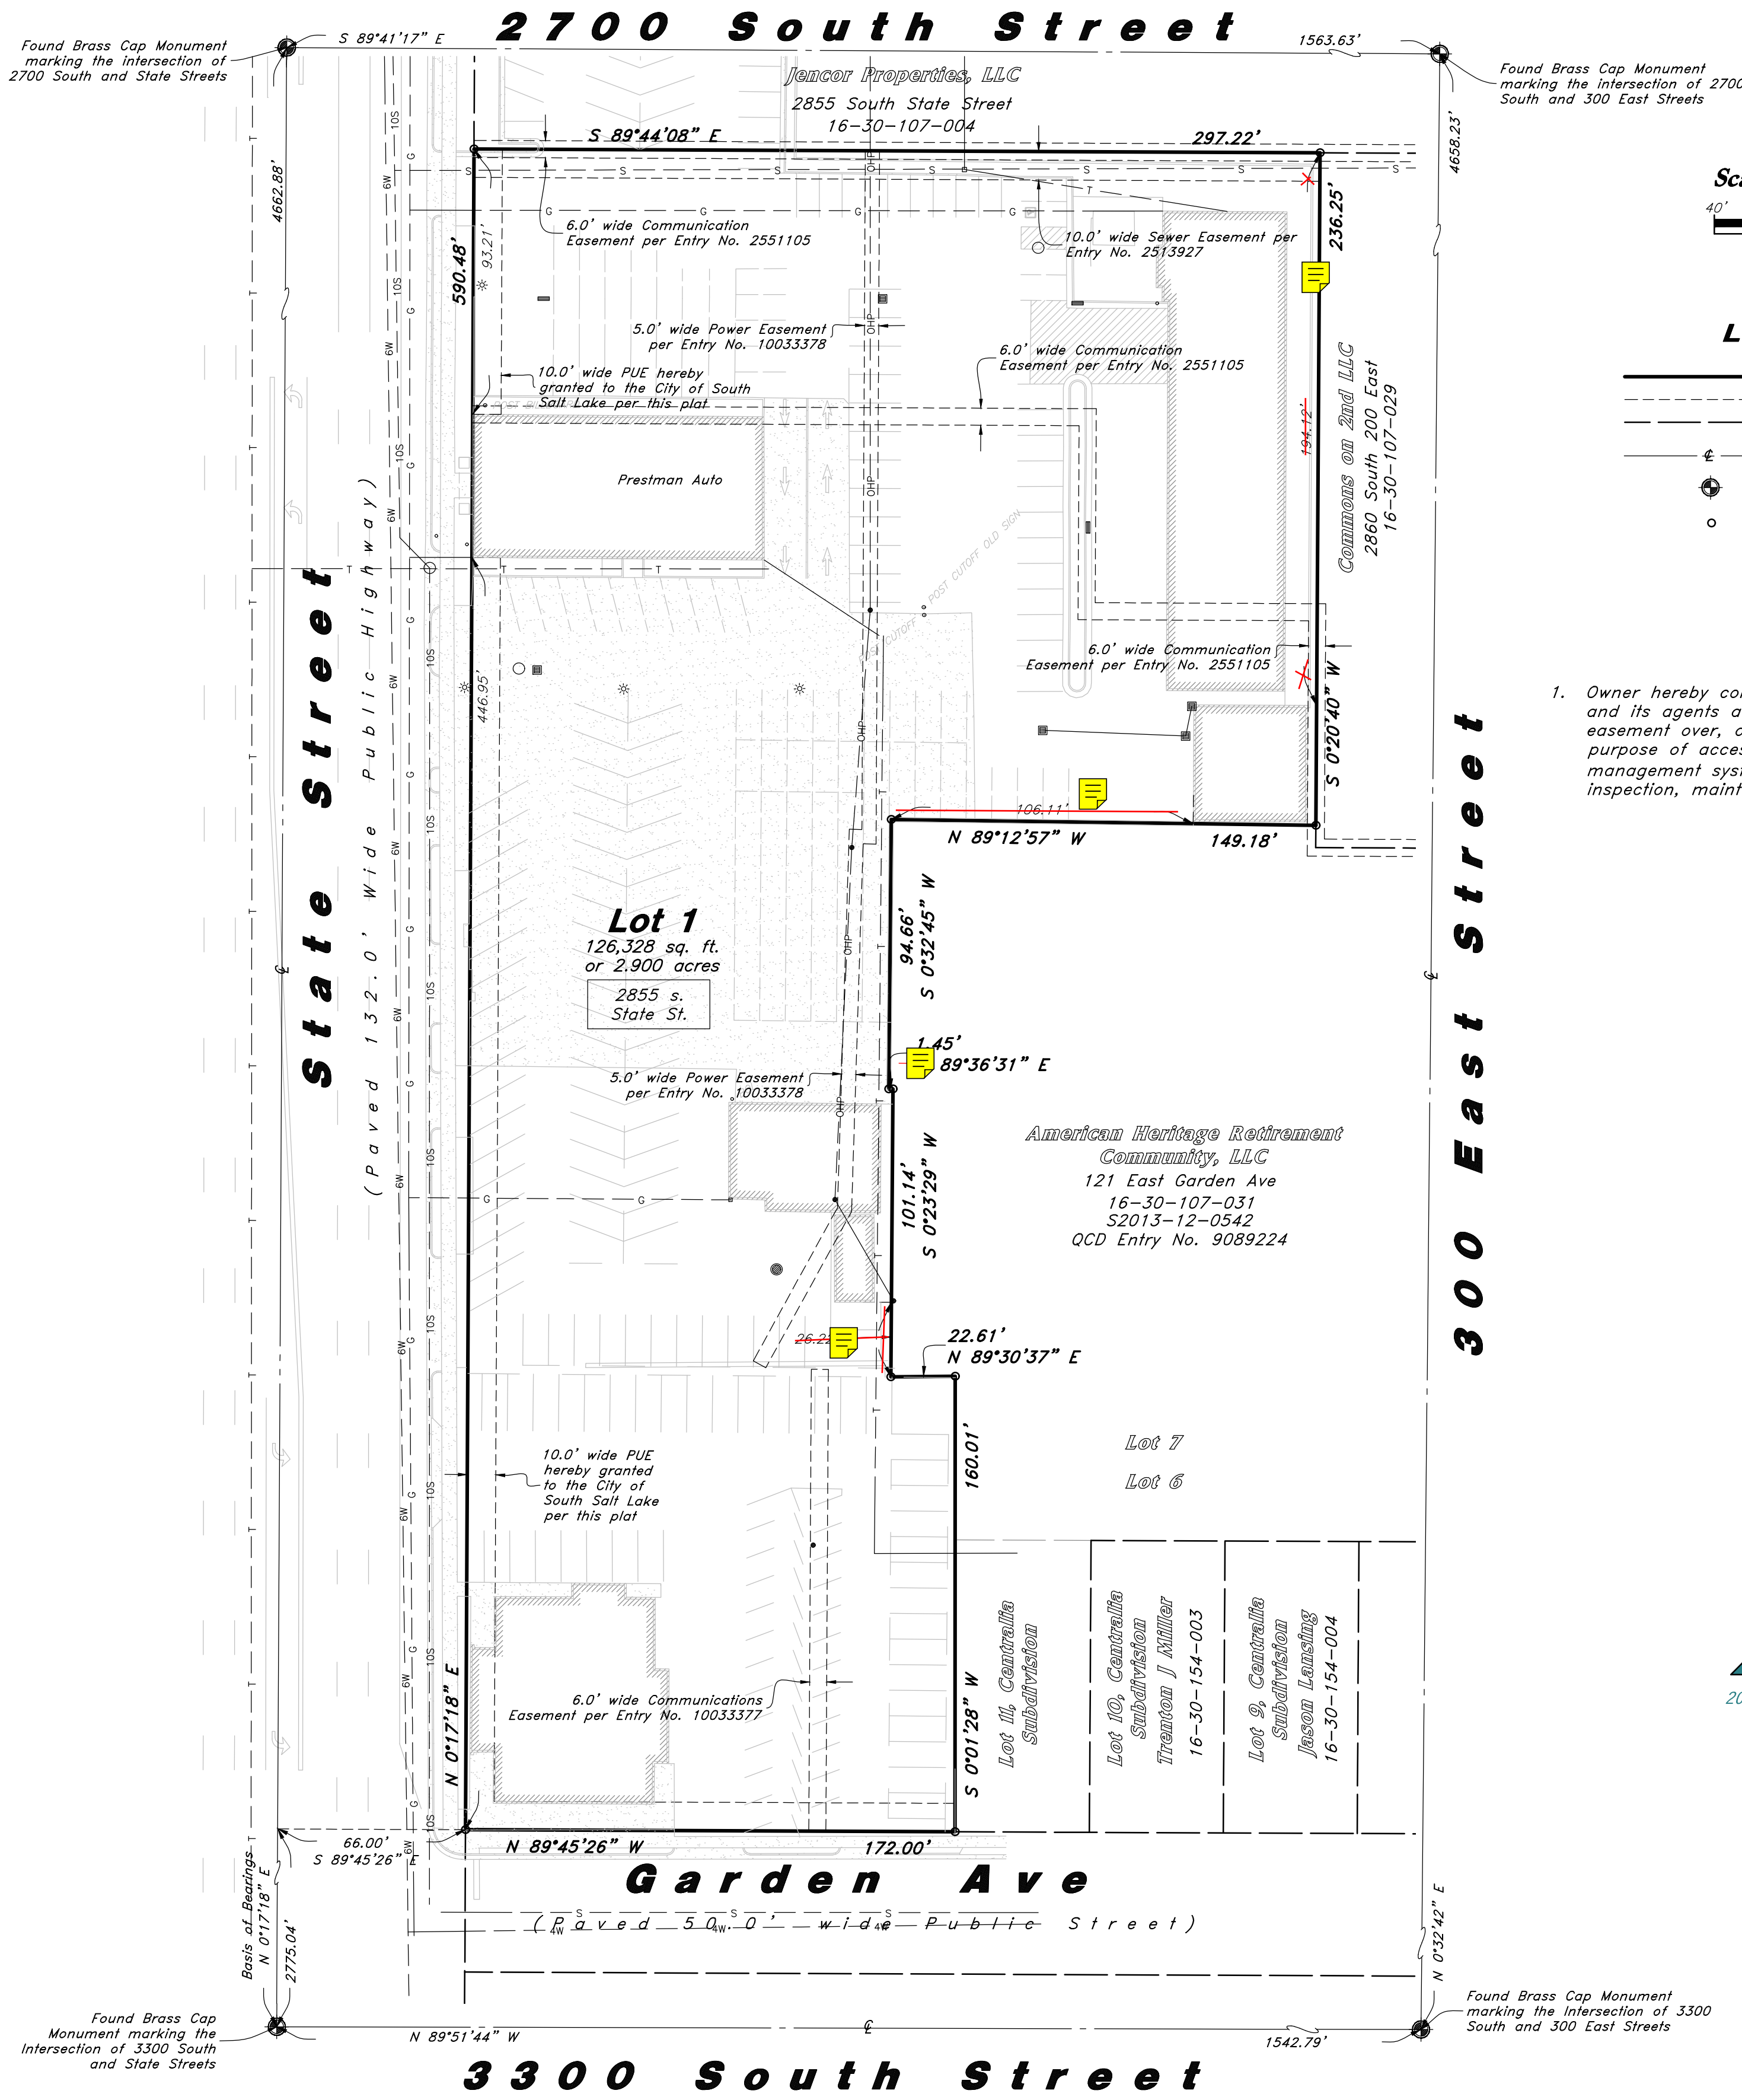 2700 South Street
S 89°41'17" E
1563.63'
Found Brass Cap Monument
marking the intersection of
2700 South and State Streets
Found Brass Cap Monument
marking the intersection of 2700
South and 300 East Streets
Jencor Properties, LLC
2855 South State Street
16-30-107-004
S 89°44'08" E
297.22'
4662.88'
4658.23'
40'
6.0' wide Communication
Easement per Entry No. 2551105
10.0' wide Sewer Easement per
Entry No. 2513927
236.25'
590.48'
93.21'
5.0' wide Power Easement
per Entry No. 10033378
6.0' wide Communication
Easement per Entry No. 2551105
10.0' wide PUE hereby
granted to the City of South
Salt Lake per this plat
Prestman Auto
194.12'
Commons on 2nd LLC
2860 South 200 East
16-30-107-029
POST CUTOFF OLD SIGN
6.0' wide Communication
Easement per Entry No. 2551105
S 0°20'40" W
446.95'
State Street
(Paved 132.0' Wide Public Highway)
106.11'
N 89°12'57" W
149.18'
1. Owner hereby
and its agents
easement over,
purpose of
management
inspection,
Lot 1
126,328 sq. ft.
or 2.900 acres
2855 s.
State St.
94.66'
S 0°32'45" W
1.45'
89°36'31" E
5.0' wide Power Easement
per Entry No. 10033378
101.14'
S 0°23'29" W
American Heritage Retirement
Community, LLC
121 East Garden Ave
16-30-107-031
S2013-12-0542
QCD Entry No. 9089224
300 East Street
22.61'
N 89°30'37" E
10.0' wide PUE
hereby granted
to the City of
South Salt Lake
per this plat
160.01'
Lot 7
Lot 6
6.0' wide Communications
Easement per Entry No. 10033377
N 0°17'18" E
S 0°01'28" W
Lot 11, Centralia
Subdivision
Lot 10, Centralia
Subdivision
Trenton J Miller
16-30-154-003
Lot 9, Centralia
Subdivision
Jason Lansing
16-30-154-004
66.00'
S 89°45'26" E
N 89°45'26" W
172.00'
Garden Ave
(Paved 50.0' wide Public Street)
Basis of Bearings
N 0°17'18" E
2775.04'
N 0°32'42" E
Found Brass Cap
Monument marking the
Intersection of 3300 South
and State Streets
N 89°51'44" W
1542.79'
Found Brass Cap Monument
marking the Intersection of 3300
South and 300 East Streets
3300 South Street